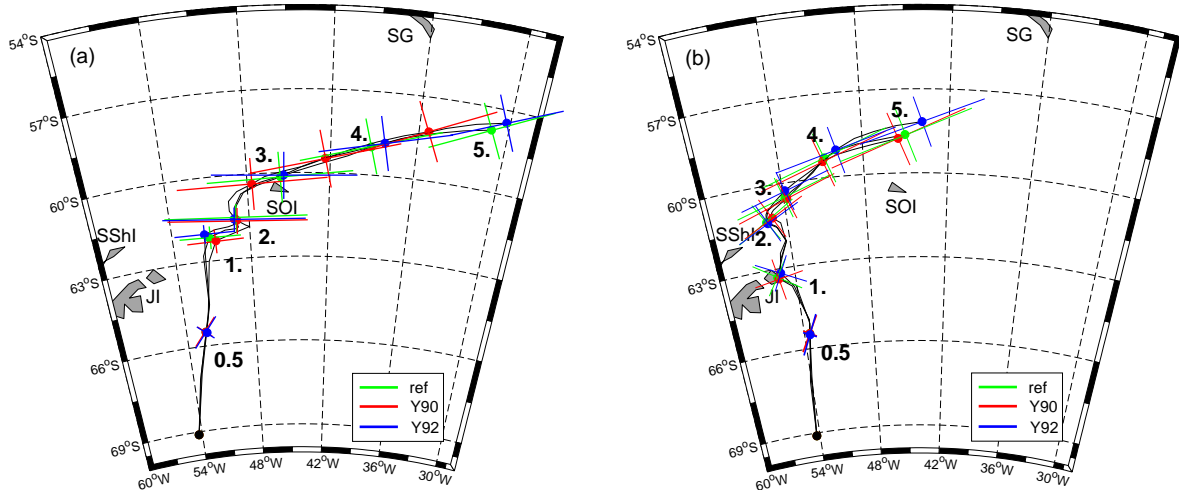 (a)
SG
54°S
57°S
60°S
63°S
66°S
69°S
3.
4.
5.
SOI
2.
SShI
1.
JI
0.5
ref
Y90
Y92
60°W
54°W
48°W
42°W
36°W
30°W
(b)
SG
54°S
57°S
60°S
63°S
66°S
69°S
5.
4.
3.
SOI
2.
SShI
1.
JI
0.5
ref
Y90
Y92
60°W
54°W
48°W
42°W
36°W
30°W